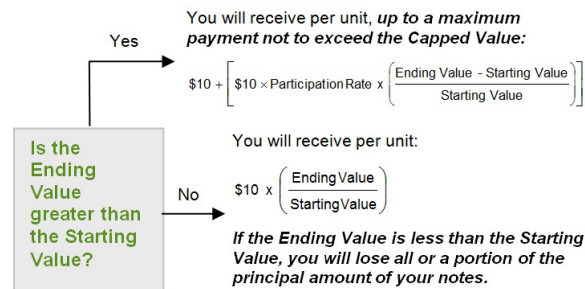 You will receive per unit, up to a maximum
payment not to exceed the Capped Value:
Yes
$10 + [ $10 × Participation Rate x ( Ending Value - Starting Value / Starting Value ) ]
Is the
Ending
Value
greater than
the Starting
Value?
No
You will receive per unit:
$10 x ( Ending Value / Starting Value )
If the Ending Value is less than the Starting
Value, you will lose all or a portion of the
principal amount of your notes.